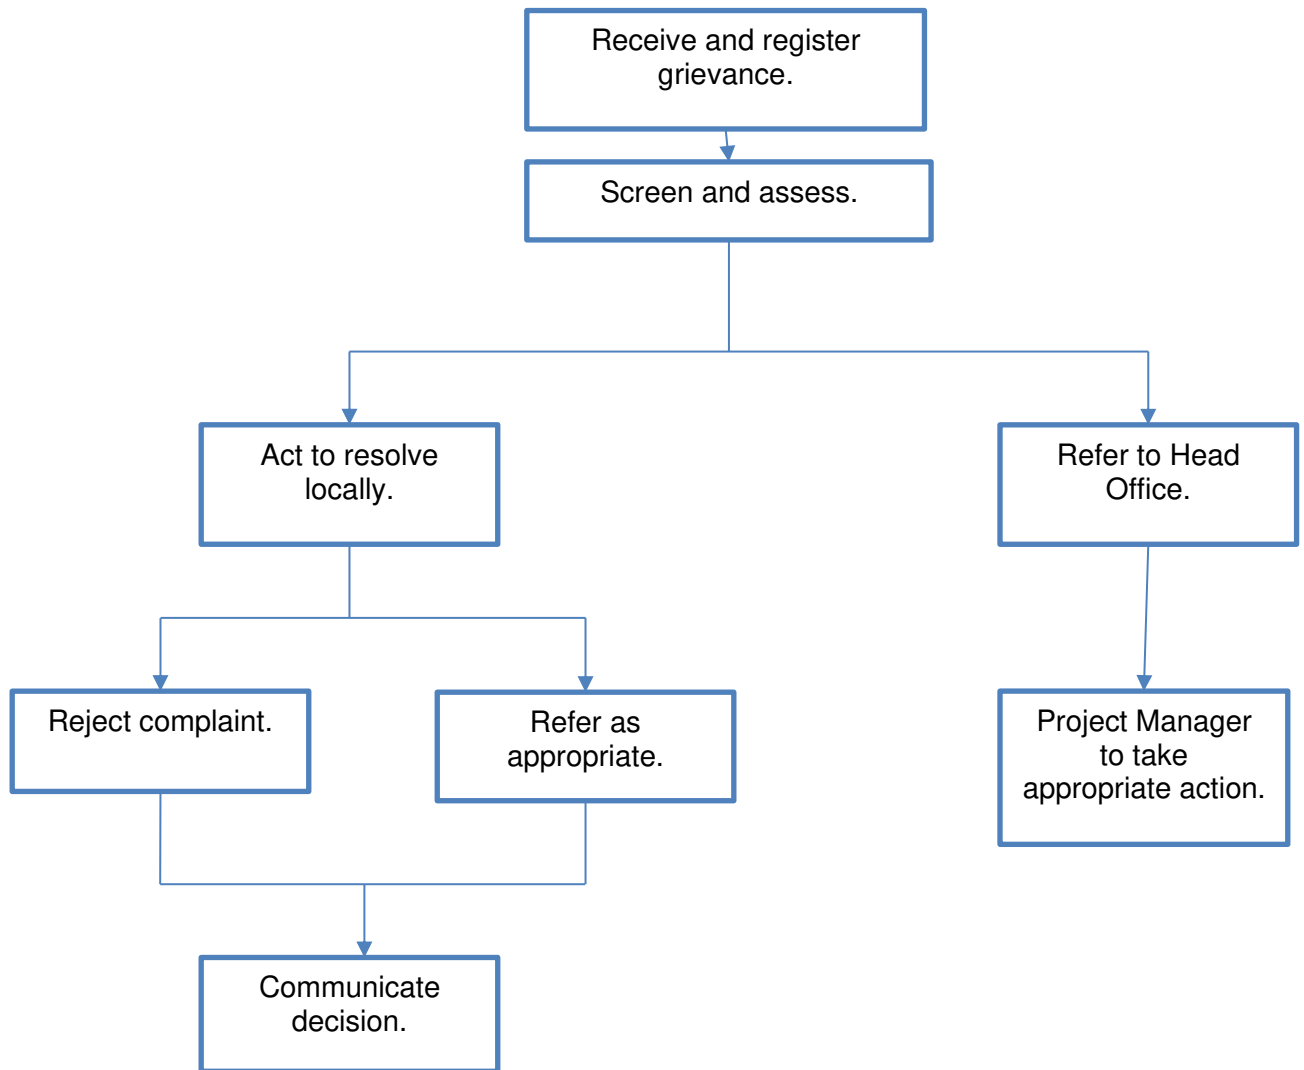 Receive and register
grievance.
Screen and assess.
Act to resolve
locally.
Refer to Head
Office.
Reject complaint.
Refer as
appropriate.
Project Manager
to take
appropriate action.
Communicate
decision.